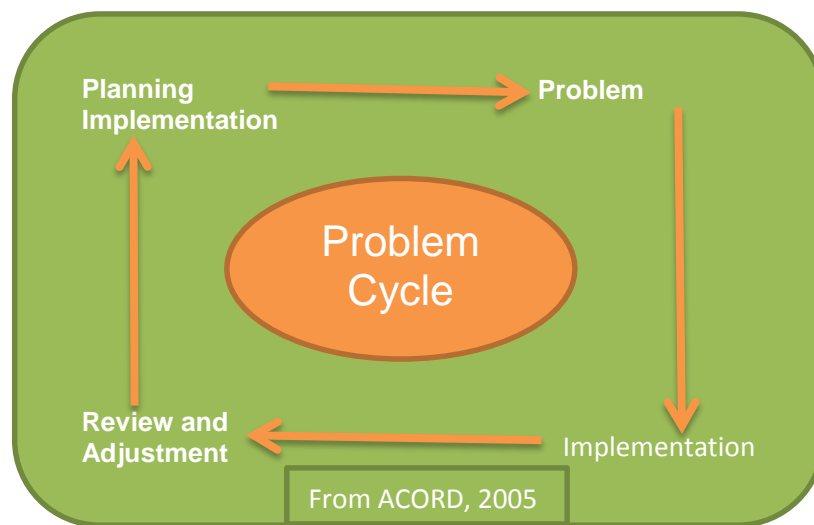 Planning
Implementation
Problem
Problem
Cycle
Review and
Adjustment
Implementation
From ACORD, 2005